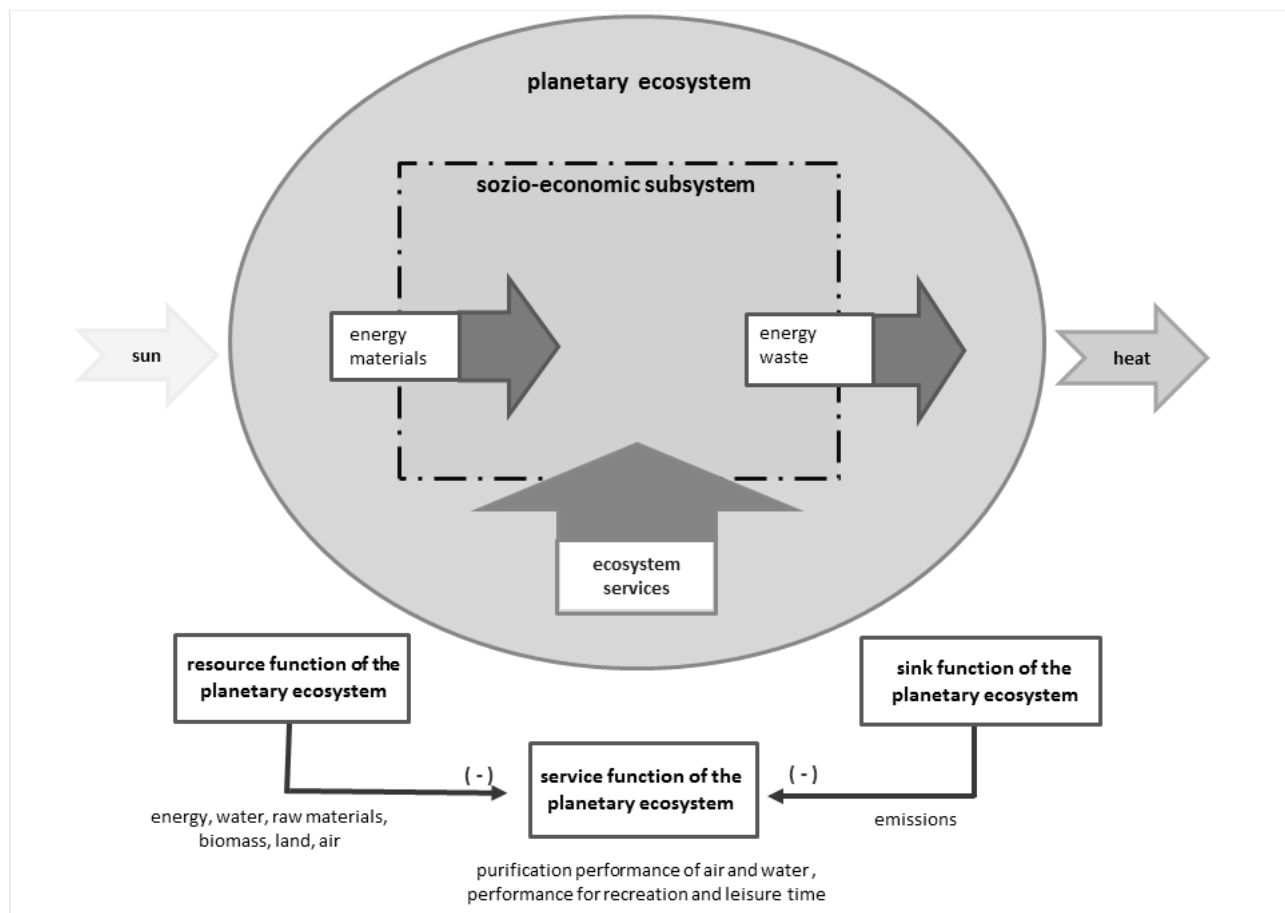 planetary ecosystem
sozio-economic subsystem
sun
energy
materials
energy
waste
heat
ecosystem
services
resource function of the
planetary ecosystem
sink function of the
planetary ecosystem
( - )
service function of the
planetary ecosystem
( - )
energy, water, raw materials,
biomass, land, air
emissions
purification performance of air and water ,
performance for recreation and leisure time